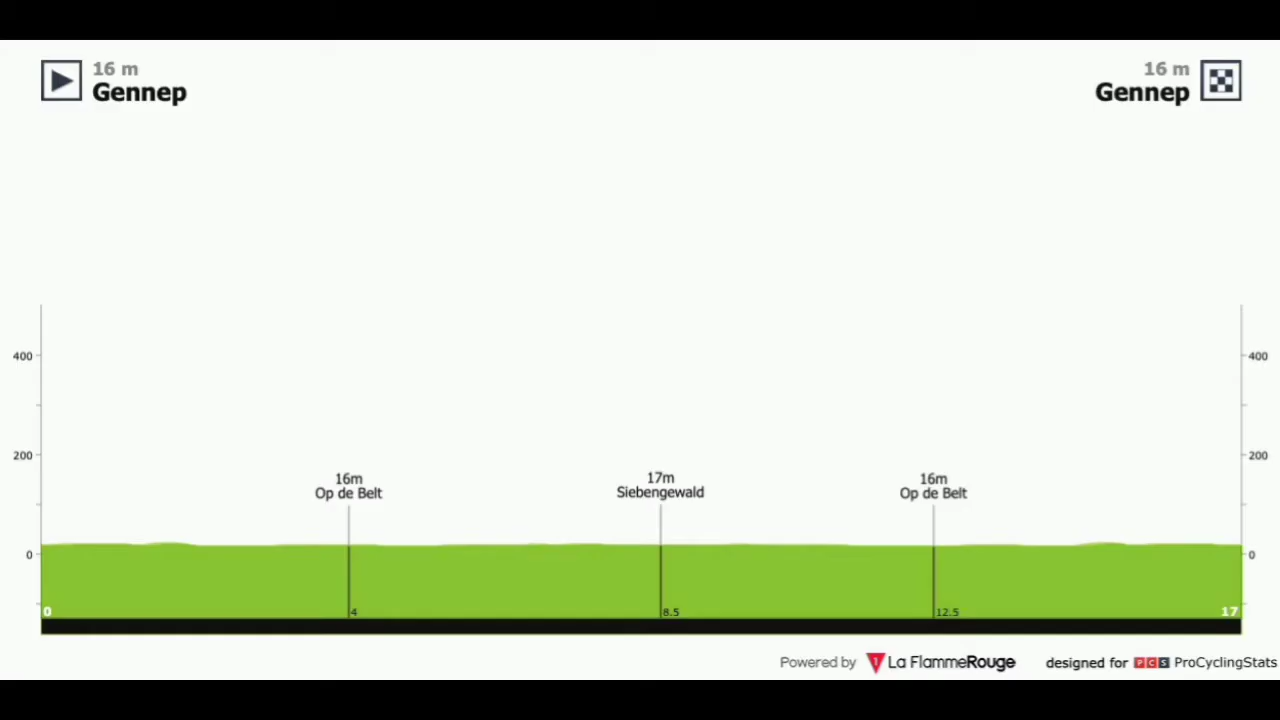 16 m
Gennep
16 m
Gennep
400
400
200
200
16m
Op de Belt
17m
Siebengewald
16m
Op de Belt
0
0
0
4
8.5
12.5
17
Powered by 1 La FlammeRouge designed for PCS ProCyclingStats